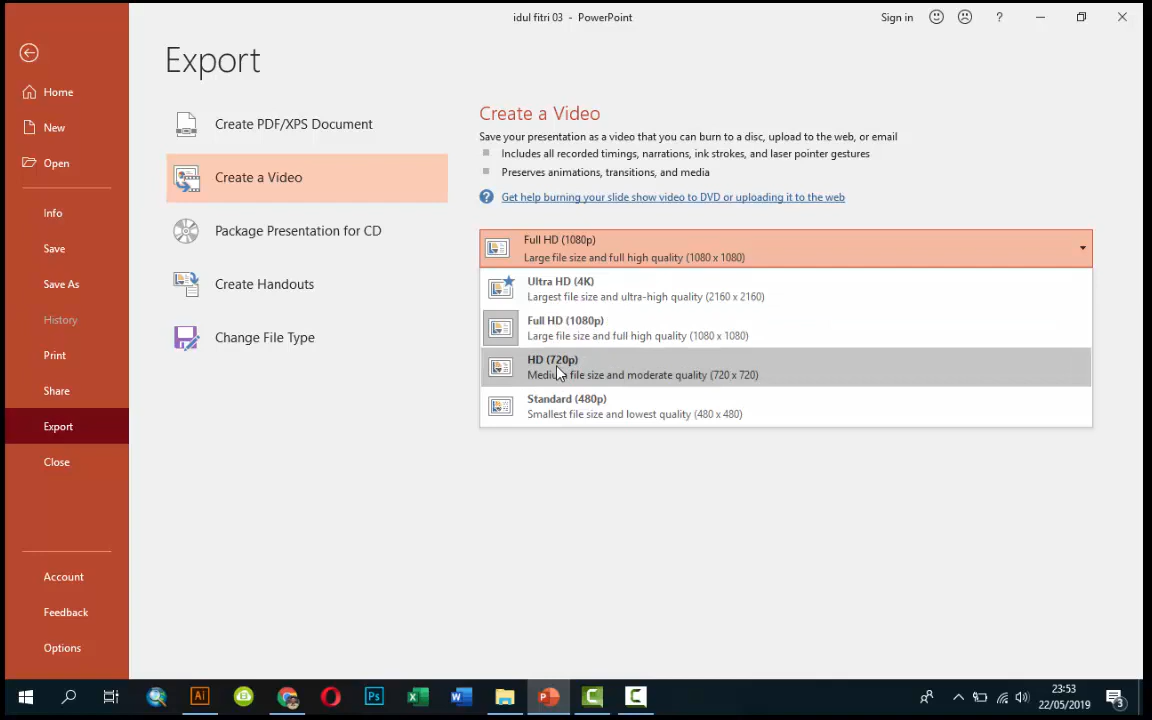 idul fitri 03 - PowerPoint
Sign in
?
Export
Home
New
Open
Info
Save
Save As
History
Print
Share
Export
Close
Account
Feedback
Options
Create PDF/XPS Document
Create a Video
Package Presentation for CD
Create Handouts
Change File Type
Create a Video
Save your presentation as a video that you can burn to a disc, upload to the web, or email
Includes all recorded timings, narrations, ink strokes, and laser pointer gestures
Preserves animations, transitions, and media
? Get help burning your slide show video to DVD or uploading it to the web
Full HD (1080p)
Large file size and full high quality (1080 x 1080)
Ultra HD (4K)
Largest file size and ultra-high quality (2160 x 2160)
Full HD (1080p)
Large file size and full high quality (1080 x 1080)
HD (720p)
Medium file size and moderate quality (720 x 720)
Standard (480p)
Smallest file size and lowest quality (480 x 480)
Ai
Ps
23:53
22/05/2019
3